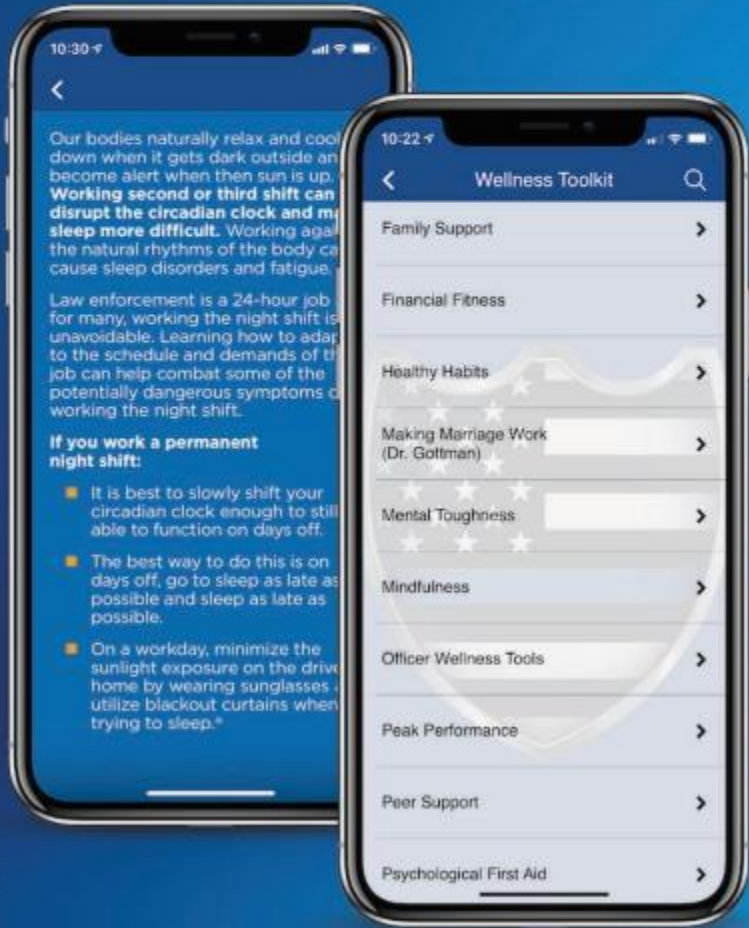 10:30
Our bodies naturally relax and cool
down when it gets dark outside an
become alert when then sun is up.
Working second or third shift can
disrupt the circadian clock and ma
sleep more difficult. Working agai
the natural rhythms of the body ca
cause sleep disorders and fatigue.
Law enforcement is a 24-hour job
for many, working the night shift is
unavoidable. Learning how to adap
to the schedule and demands of th
job can help combat some of the
potentially dangerous symptoms o
working the night shift.
If you work a permanent
night shift:
It is best to slowly shift your
circadian clock enough to still
able to function on days off.
The best way to do this is on
days off, go to sleep as late as
possible and sleep as late as
possible.
On a workday, minimize the
sunlight exposure on the drive
home by wearing sunglasses
utilize blackout curtains when
trying to sleep.*
10:22
Wellness Toolkit
Family Support
Financial Fitness
Healthy Habits
Making Marriage Work
(Dr. Gottman)
Mental Toughness
Mindfulness
Officer Wellness Tools
Peak Performance
Peer Support
Psychological First Aid